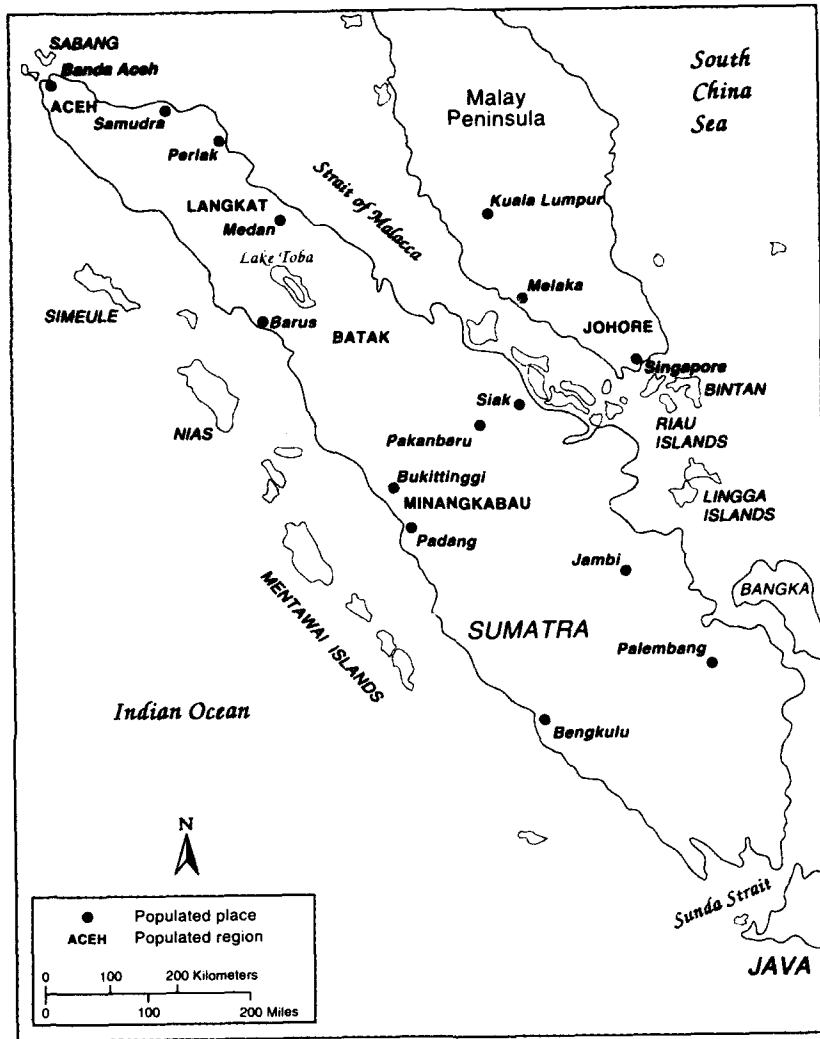 SABANG
Banda Aceh
ACEH
Samudra
Perlak
LANGKAT
Medan
Lake Toba
SIMEULE
Barus
BATAK
NIAS
Malay
Peninsula
South
China
Sea
Strait of Malacca
Kuala Lumpur
Melaka
JOHORE
Singapore
BINTAN
RIAU
ISLANDS
Siak
Pakanbaru
Bukittinggi
MINANGKABAU
Padang
LINGGA
ISLANDS
Jambi
BANGKA
MENTAWAI ISLANDS
SUMATRA
Palembang
Indian Ocean
Bengkulu
N
Sunda Strait
JAVA
Populated place
ACEH Populated region
0 100 200 Kilometers
0 100 200 Miles